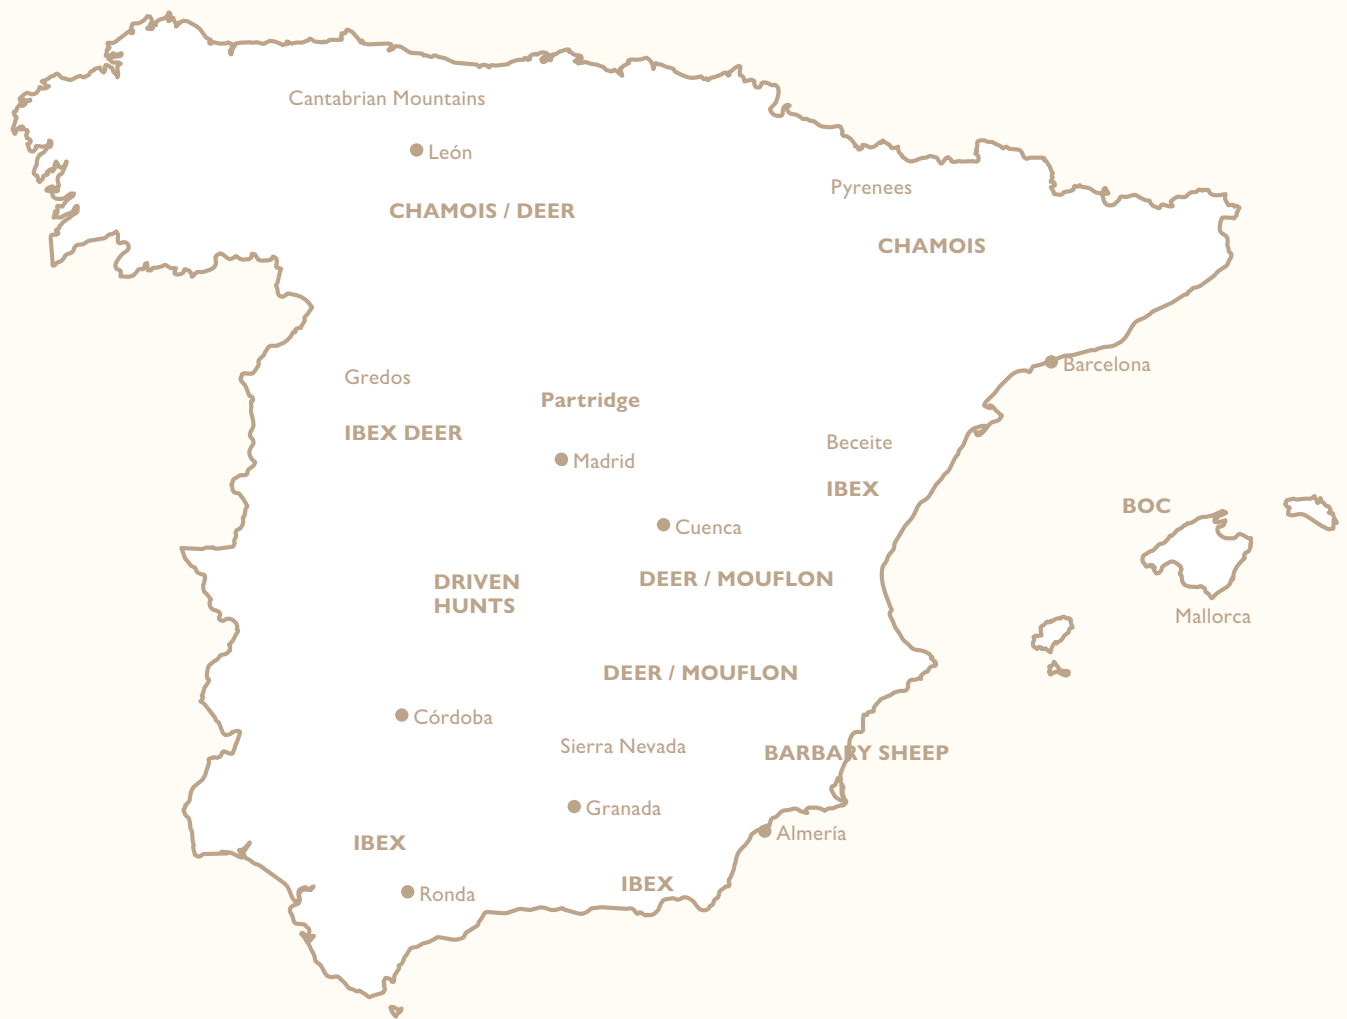 Cantabrian Mountains
León
Pyrenees
CHAMOIS / DEER
CHAMOIS
Barcelona
Gredos
Partridge
IBEX DEER
Beceite
Madrid
IBEX
BOC
Cuenca
DRIVEN
HUNTS
DEER / MOUFLON
Mallorca
DEER / MOUFLON
Córdoba
Sierra Nevada
BARBARY SHEEP
Granada
Almería
IBEX
IBEX
Ronda